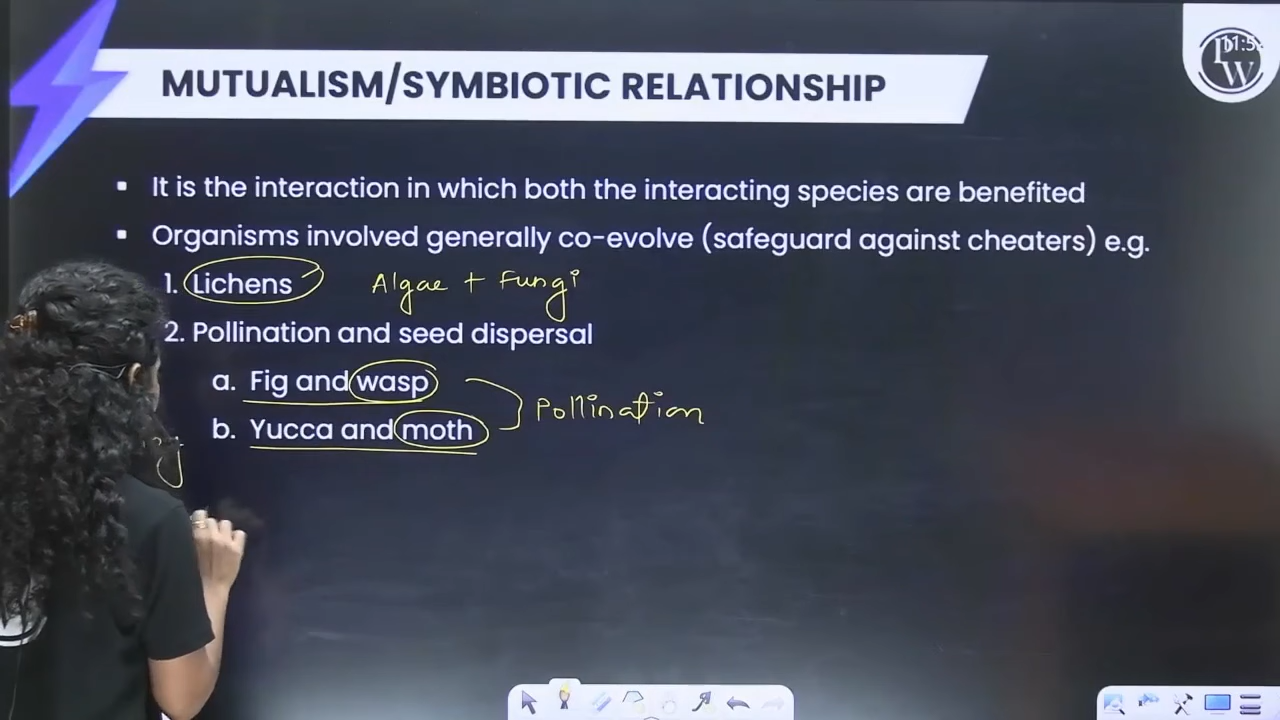 MUTUALISM/SYMBIOTIC RELATIONSHIP
▪ It is the interaction in which both the interacting species are benefited
▪ Organisms involved generally co-evolve (safeguard against cheaters) e.g.
1. Lichens Algae + Fungi
2. Pollination and seed dispersal
a. Fig and wasp
Pollination
b. Yucca and moth